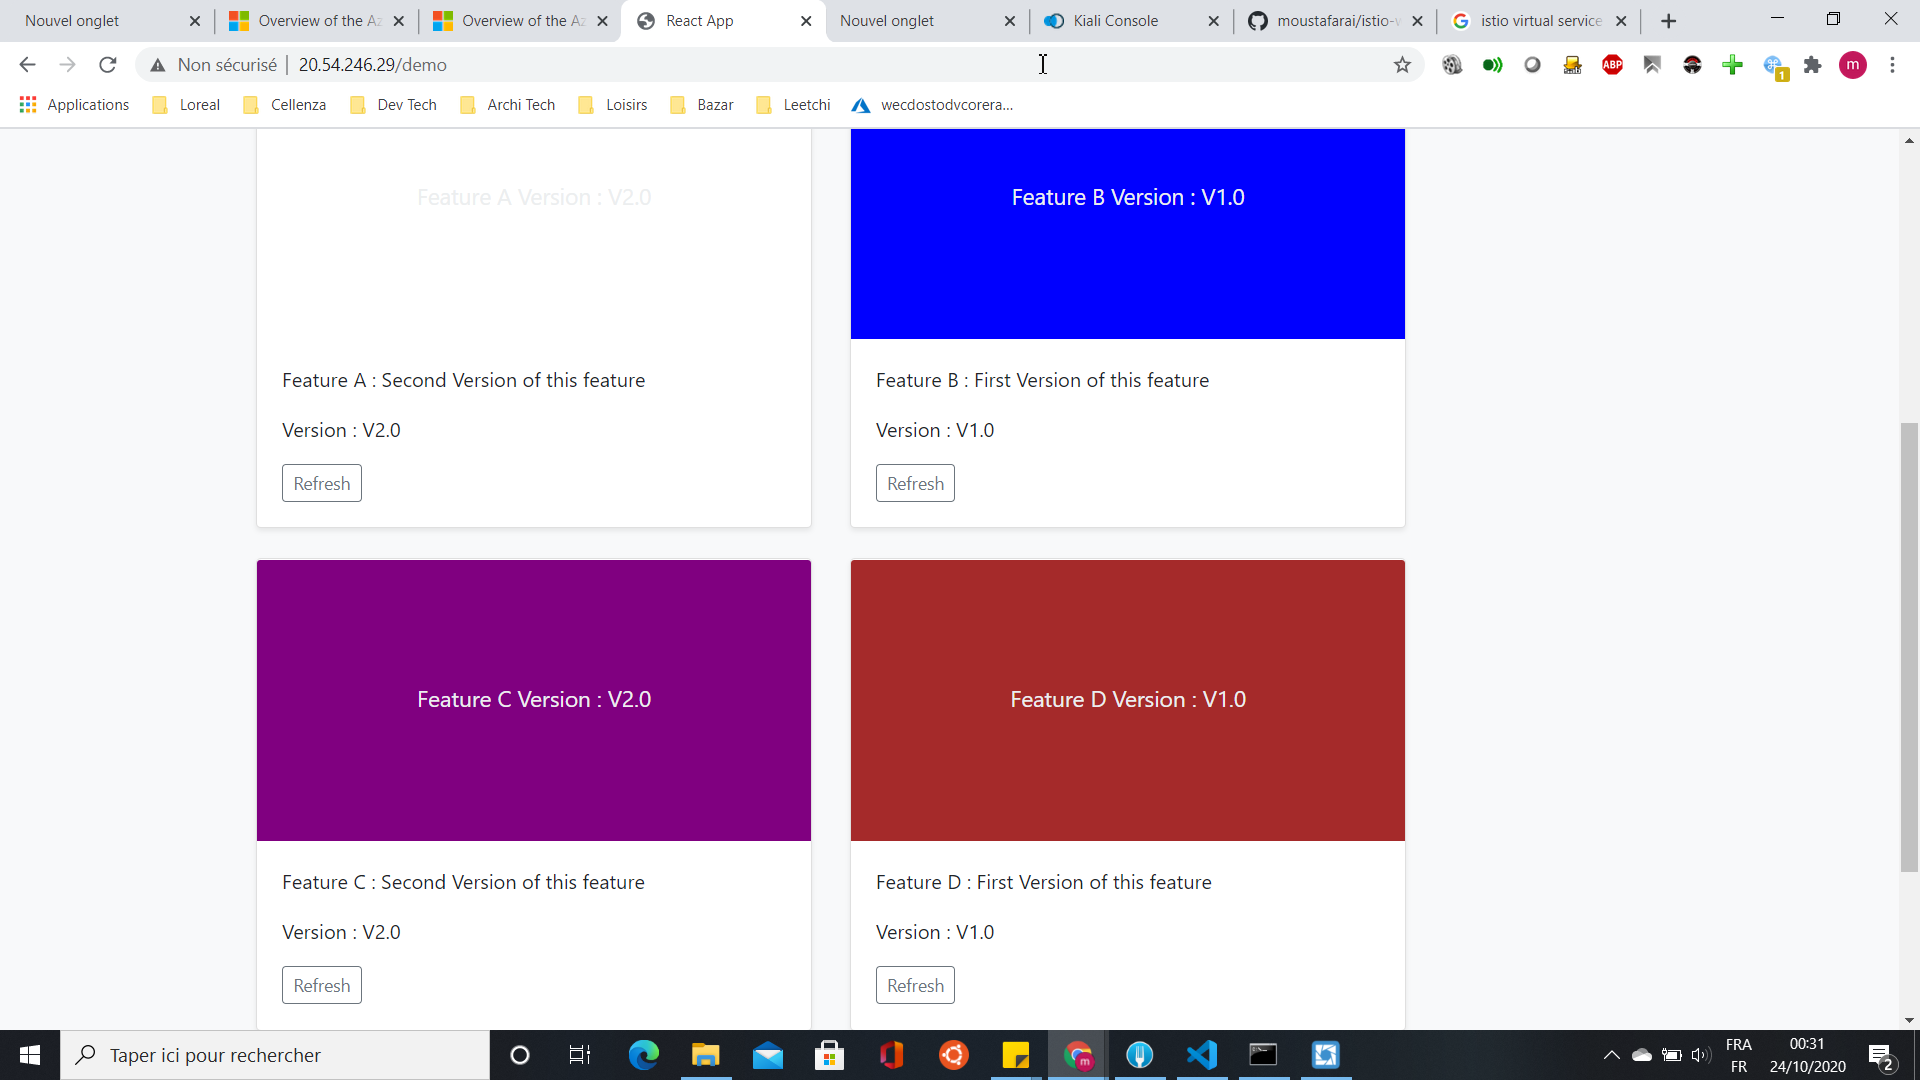 Nouvel onglet
Overview of the Az
Overview of the Az
React App
Nouvel onglet
Kiali Console
moustafarai/istio-v
istio virtual service
Non sécurisé | 20.54.246.29/demo
ABP
1
m
Applications
Loreal
Cellenza
Dev Tech
Archi Tech
Loisirs
Bazar
Leetchi
wecdostodvcorera...
Feature A Version : V2.0
Feature B Version : V1.0
Feature A : Second Version of this feature
Feature B : First Version of this feature
Version : V2.0
Version : V1.0
Refresh
Refresh
Feature C Version : V2.0
Feature D Version : V1.0
Feature C : Second Version of this feature
Feature D : First Version of this feature
Version : V2.0
Version : V1.0
Refresh
Refresh
Taper ici pour rechercher
m
FRA
FR
00:31
24/10/2020
2